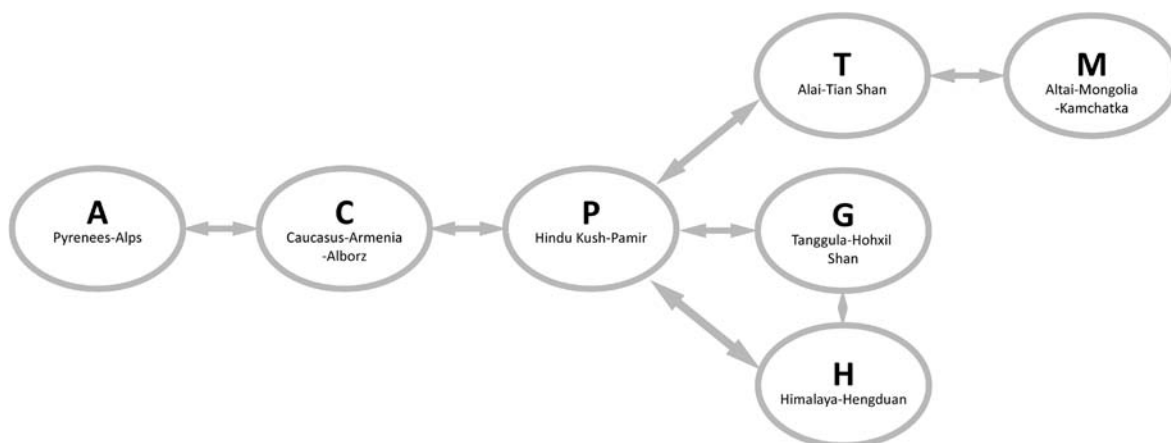 T
Alai-Tian Shan
M
Altai-Mongolia
-Kamchatka
A
Pyrenees-Alps
C
Caucasus-Armenia
-Alborz
P
Hindu Kush-Pamir
G
Tanggula-Hohxil
Shan
H
Himalaya-Hengduan